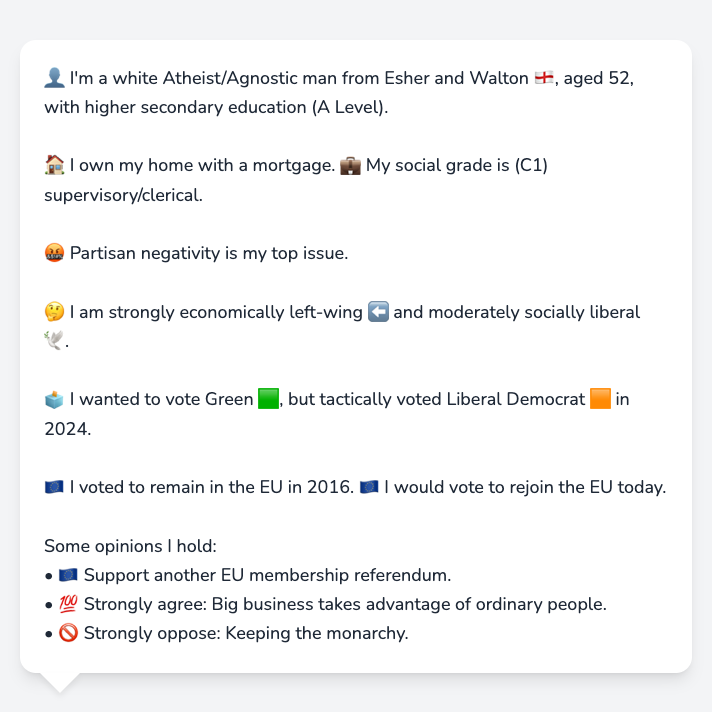 👤 I'm a white Atheist/Agnostic man from Esher and Walton 🏴󠁧󠁢󠁥󠁮󠁧󠁿, aged 52,
with higher secondary education (A Level).
🏠 I own my home with a mortgage. 💼 My social grade is (C1)
supervisory/clerical.
🤬 Partisan negativity is my top issue.
🤔 I am strongly economically left-wing ⬅️ and moderately socially liberal
🕊️.
🗳️ I wanted to vote Green 🟩, but tactically voted Liberal Democrat 🟧 in
2024.
🇪🇺 I voted to remain in the EU in 2016. 🇪🇺 I would vote to rejoin the EU today.
Some opinions I hold:
• 🇪🇺 Support another EU membership referendum.
• 💯 Strongly agree: Big business takes advantage of ordinary people.
• 🚫 Strongly oppose: Keeping the monarchy.